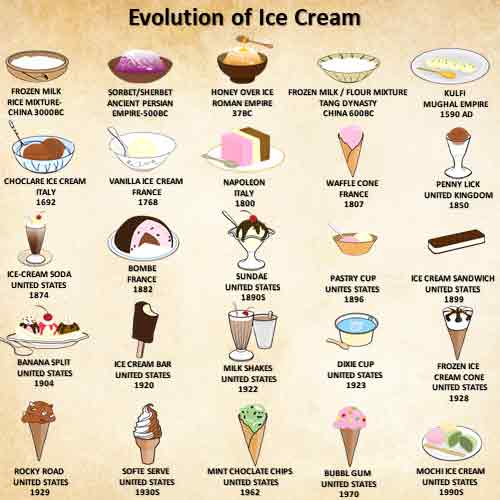 Evolution of Ice Cream
FROZEN MILK
RICE MIXTURE-
CHINA 3000BC
SORBET/SHERBET
ANCIENT PERSIAN
EMPIRE-500BC
HONEY OVER ICE
ROMAN EMPIRE
37BC
FROZEN MILK / FLOUR MIXTURE
TANG DYNASTY
CHINA 600BC
KULFI
MUGHAL EMPIRE
1590 AD
CHOCLARE ICE CREAM
ITALY
1692
VANILLA ICE CREAM
FRANCE
1768
NAPOLEON
ITALY
1800
WAFFLE CONE
FRANCE
1807
PENNY LICK
UNITED KINGDOM
1850
ICE-CREAM SODA
UNITED STATES
1874
BOMBE
FRANCE
1882
SUNDAE
UNITES STATES
1890S
PASTRY CUP
UNITES STATES
1896
ICE CREAM SANDWICH
UNITED STATES
1899
BANANA SPLIT
UNITED STATES
1904
ICE CREAM BAR
UNITED STATES
1920
MILK SHAKES
UNITED STATES
1922
DIXIE CUP
UNITED STATES
1923
FROZEN ICE
CREAM CONE
UNITED STATES
1928
ROCKY ROAD
UNITED STATES
1929
SOFTE SERVE
UNITED STATES
1930S
MINT CHOCLATE CHIPS
UNITED STATES
1962
BUBBL GUM
UNITED STATES
1970
MOCHI ICE CREAM
UNITED STATES
1990S